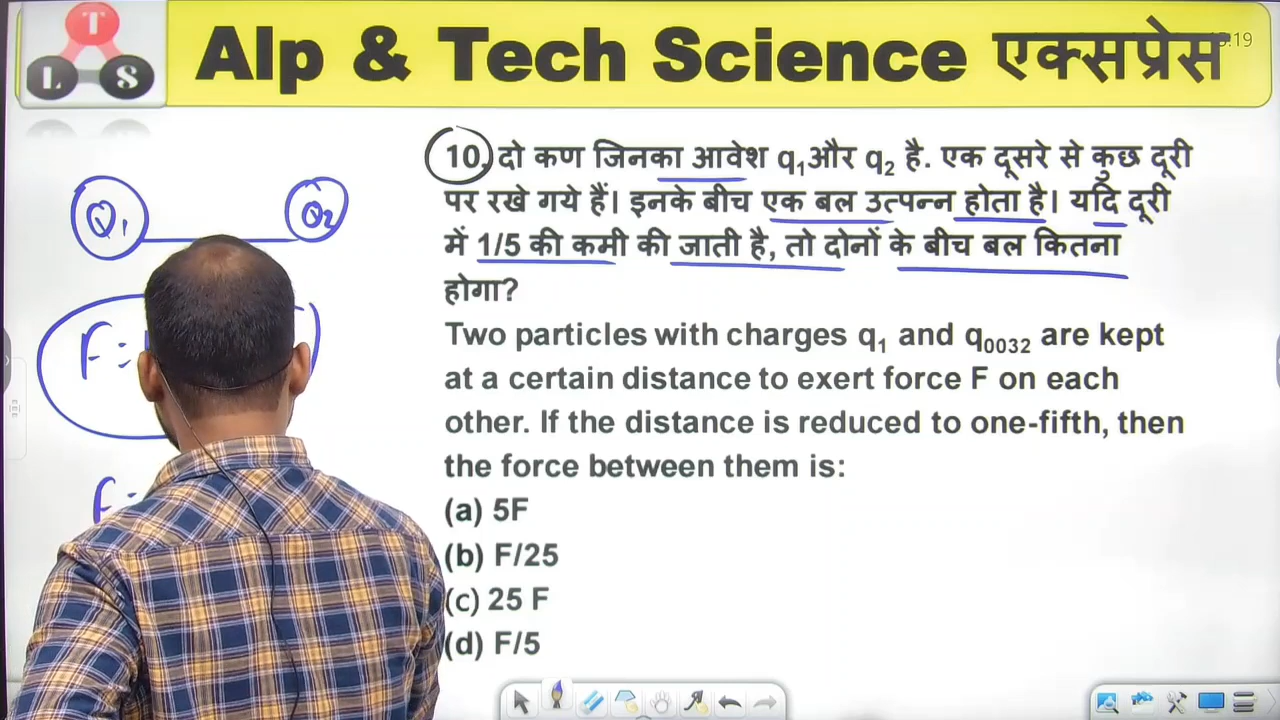 T
L S
Alp & Tech Science एक्सप्रेस
:19
10. दो कण जिनका आवेश q₁और q₂ है. एक दूसरे से कुछ दूरी
पर रखे गये हैं। इनके बीच एक बल उत्पन्न होता है। यदि दूरी
में 1/5 की कमी की जाती है, तो दोनों के बीच बल कितना
होगा?
Two particles with charges q₁ and q₀₀₃₂ are kept
at a certain distance to exert force F on each
other. If the distance is reduced to one-fifth, then
the force between them is:
(a) 5F
(b) F/25
(c) 25 F
(d) F/5
Q₁ Q₂
F =
F =